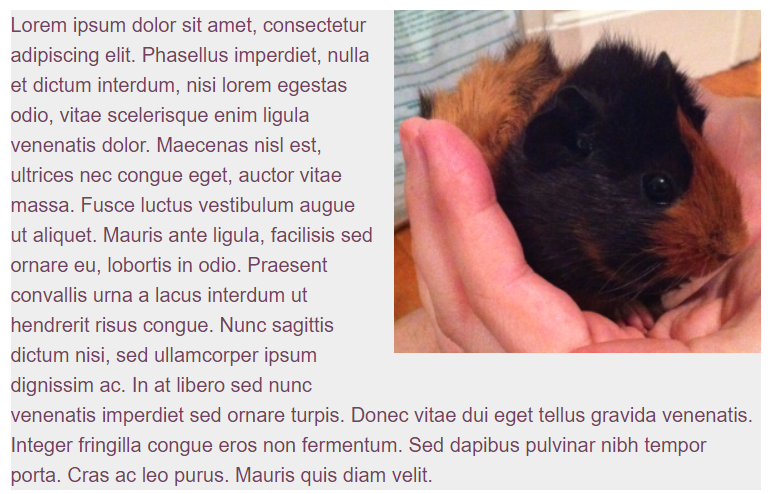 Lorem ipsum dolor sit amet, consectetur
adipiscing elit. Phasellus imperdiet, nulla
et dictum interdum, nisi lorem egestas
odio, vitae scelerisque enim ligula
venenatis dolor. Maecenas nisl est,
ultrices nec congue eget, auctor vitae
massa. Fusce luctus vestibulum augue
ut aliquet. Mauris ante ligula, facilisis sed
ornare eu, lobortis in odio. Praesent
convallis urna a lacus interdum ut
hendrerit risus congue. Nunc sagittis
dictum nisi, sed ullamcorper ipsum
dignissim ac. In at libero sed nunc
venenatis imperdiet sed ornare turpis. Donec vitae dui eget tellus gravida venenatis.
Integer fringilla congue eros non fermentum. Sed dapibus pulvinar nibh tempor
porta. Cras ac leo purus. Mauris quis diam velit.